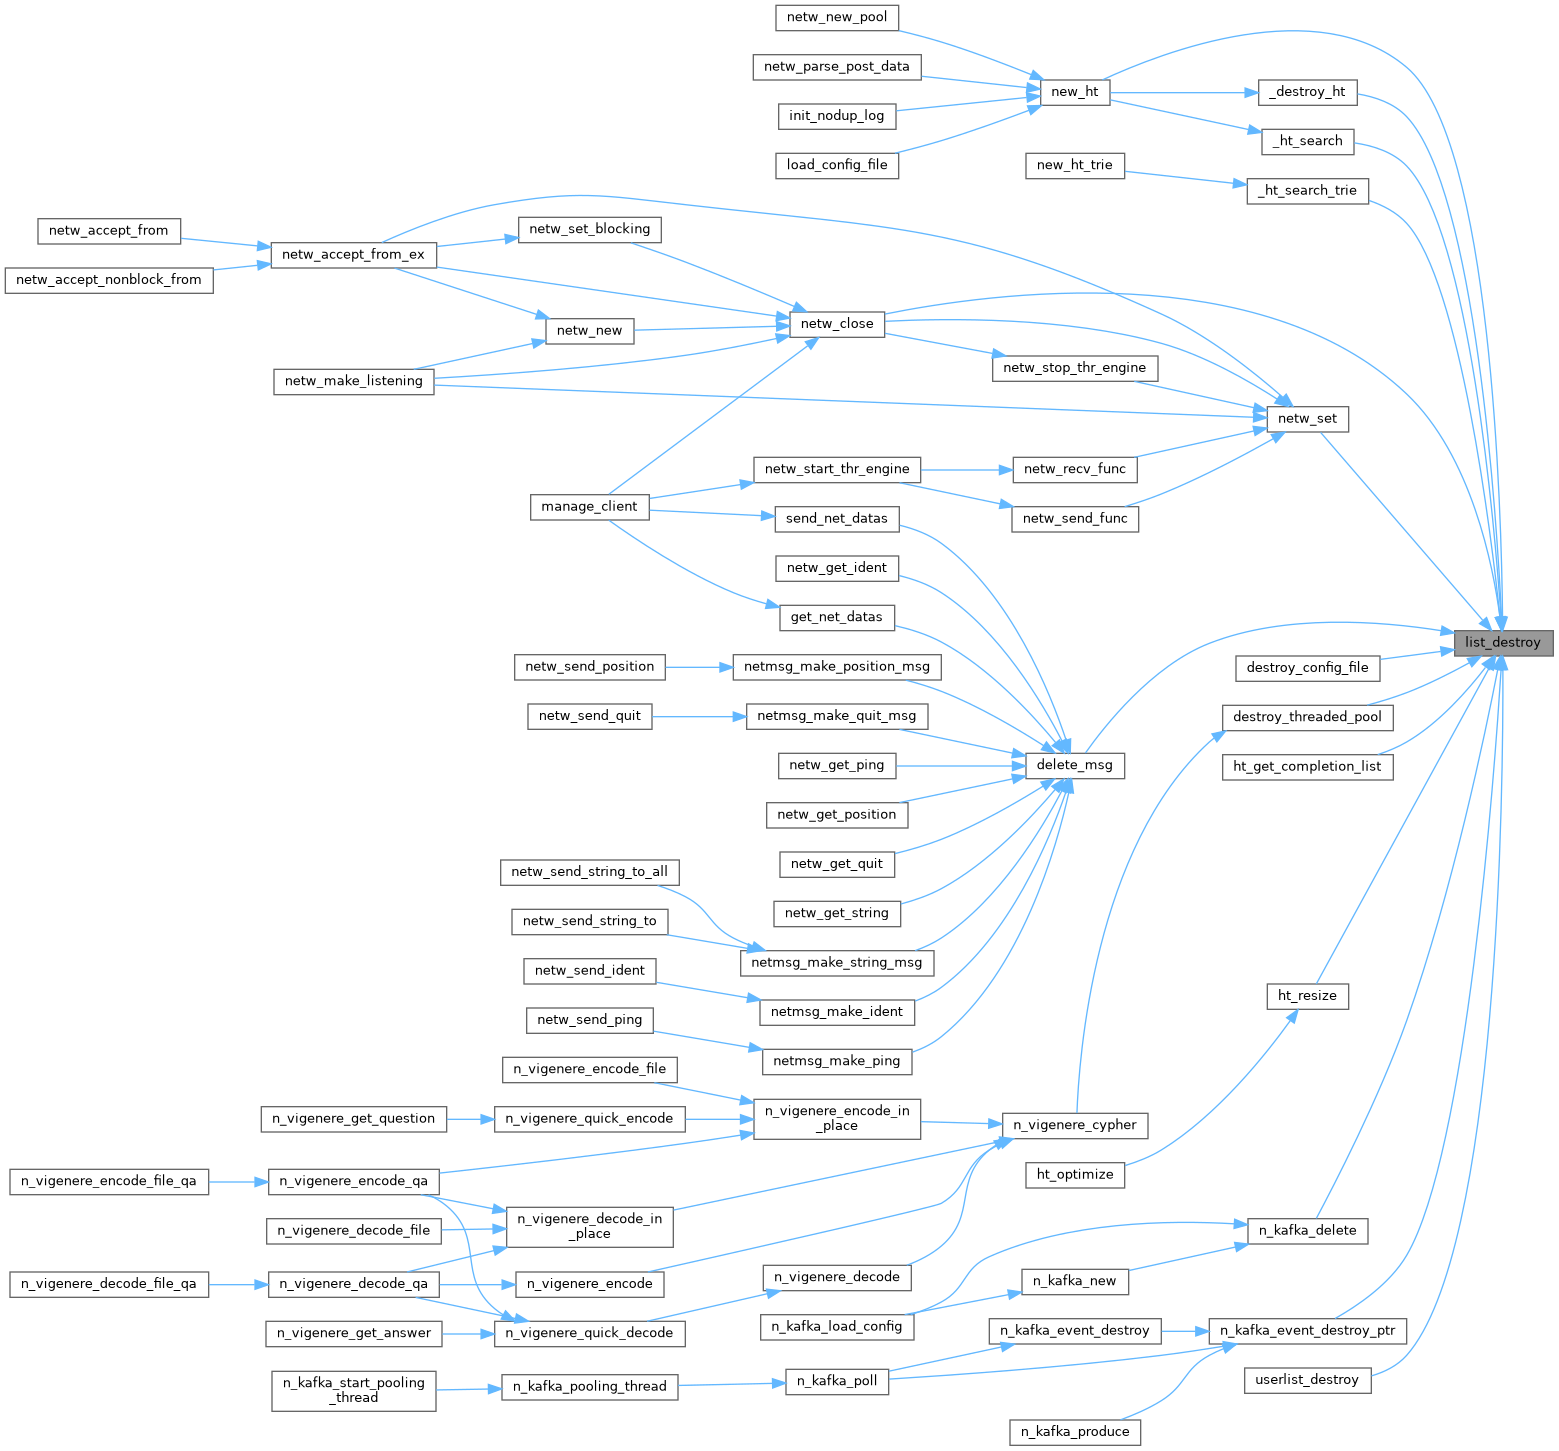 netw_new_pool
netw_parse_post_data
new_ht
_destroy_ht
init_nodup_log
_ht_search
load_config_file
new_ht_trie
_ht_search_trie
netw_accept_from
netw_set_blocking
netw_accept_from_ex
netw_accept_nonblock_from
netw_close
netw_new
netw_stop_thr_engine
netw_make_listening
netw_set
netw_start_thr_engine
netw_recv_func
manage_client
send_net_datas
netw_send_func
netw_get_ident
get_net_datas
list_destroy
netw_send_position
netmsg_make_position_msg
destroy_config_file
netw_send_quit
netmsg_make_quit_msg
destroy_threaded_pool
netw_get_ping
delete_msg
ht_get_completion_list
netw_get_position
netw_get_quit
netw_send_string_to_all
netw_get_string
netw_send_string_to
netmsg_make_string_msg
netw_send_ident
ht_resize
netmsg_make_ident
netw_send_ping
netmsg_make_ping
n_vigenere_encode_file
n_vigenere_get_question
n_vigenere_quick_encode
n_vigenere_encode_in
_place
n_vigenere_cypher
n_vigenere_encode_file_qa
n_vigenere_encode_qa
ht_optimize
n_vigenere_decode_file
n_vigenere_decode_in
_place
n_kafka_delete
n_vigenere_decode_file_qa
n_vigenere_decode_qa
n_vigenere_encode
n_vigenere_decode
n_kafka_new
n_vigenere_get_answer
n_vigenere_quick_decode
n_kafka_load_config
n_kafka_event_destroy
n_kafka_event_destroy_ptr
n_kafka_start_pooling
_thread
n_kafka_pooling_thread
n_kafka_poll
userlist_destroy
n_kafka_produce